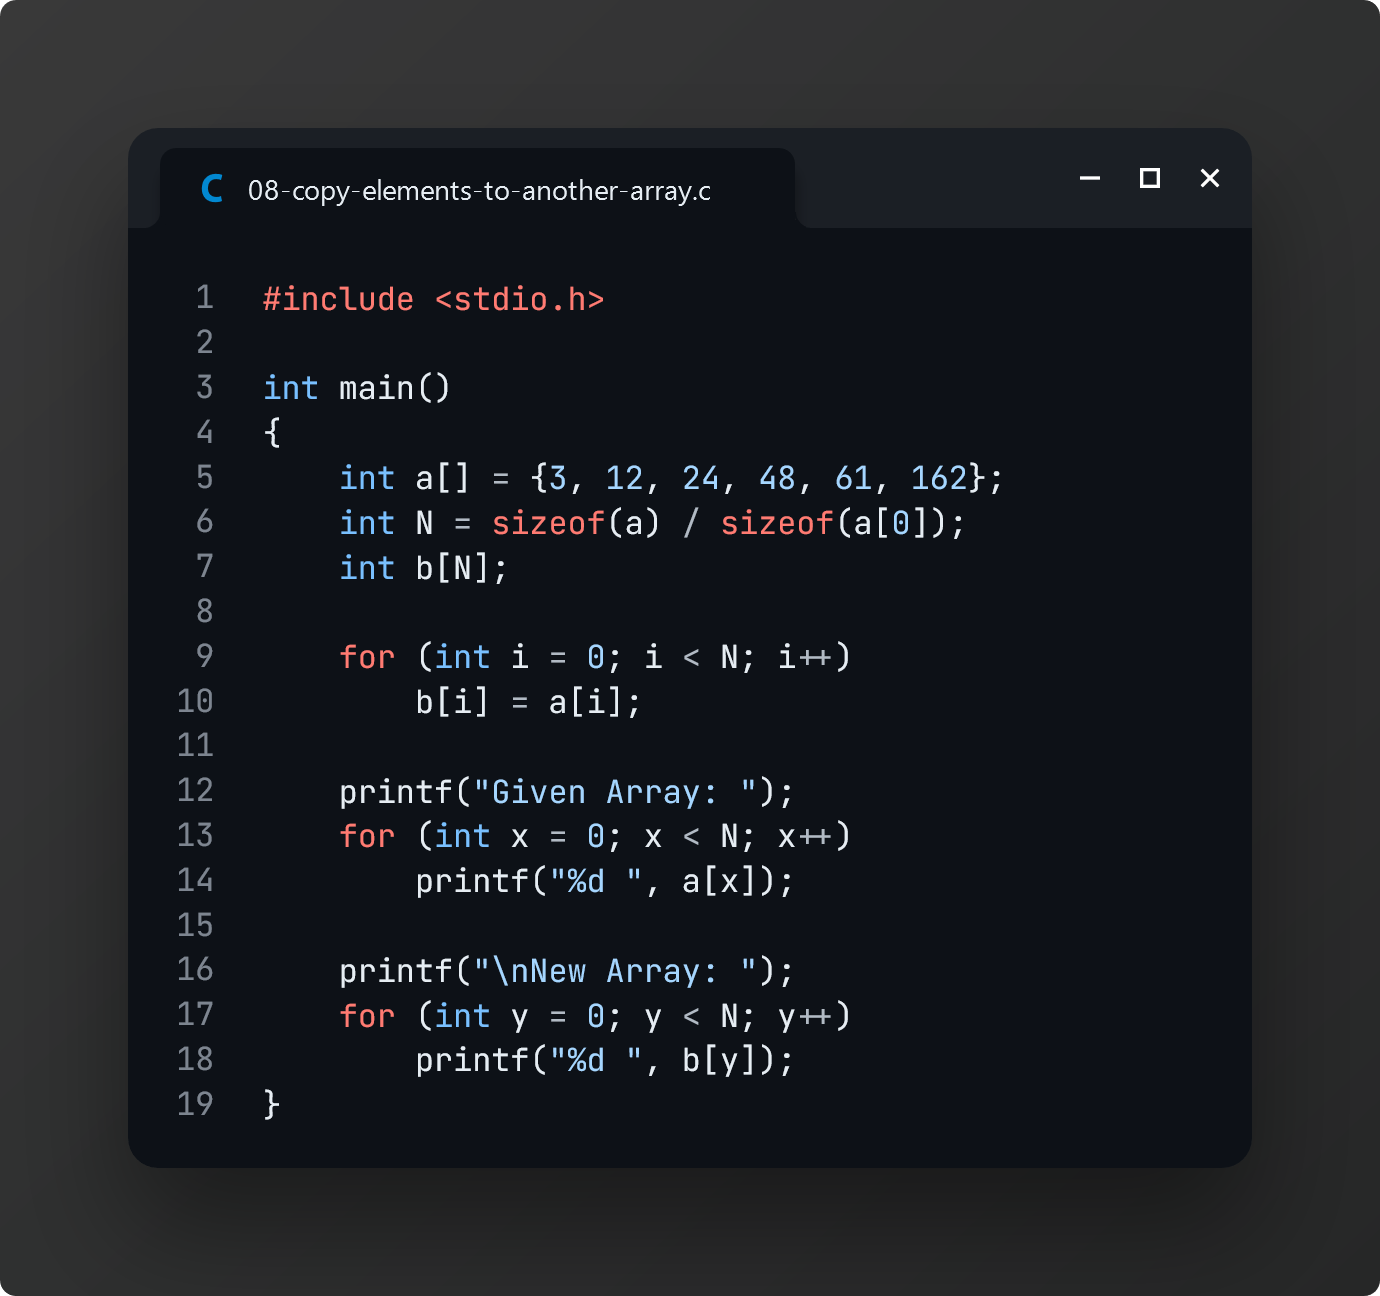 C 08-copy-elements-to-another-array.c
1 #include <stdio.h>
2
3 int main()
4 {
5     int a[] = {3, 12, 24, 48, 61, 162};
6     int N = sizeof(a) / sizeof(a[0]);
7     int b[N];
8
9     for (int i = 0; i < N; i++)
10         b[i] = a[i];
11
12     printf("Given Array: ");
13     for (int x = 0; x < N; x++)
14         printf("%d ", a[x]);
15
16     printf("\nNew Array: ");
17     for (int y = 0; y < N; y++)
18         printf("%d ", b[y]);
19 }